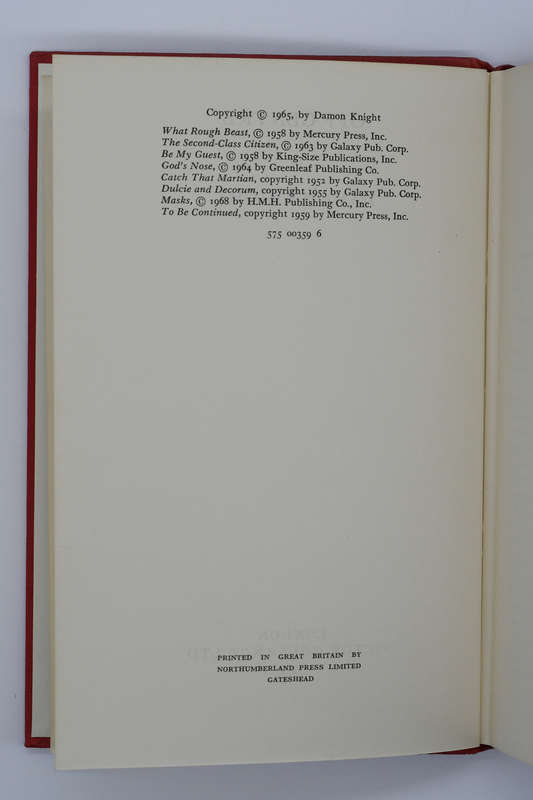 Copyright © 1965, by Damon Knight
What Rough Beast, © 1958 by Mercury Press, Inc.
The Second-Class Citizen, © 1963 by Galaxy Pub. Corp.
Be My Guest, © 1958 by King-Size Publications, Inc.
God's Nose, © 1964 by Greenleaf Publishing Co.
Catch That Martian, copyright 1952 by Galaxy Pub. Corp.
Dulcie and Decorum, copyright 1955 by Galaxy Pub. Corp.
Masks, © 1968 by H.M.H. Publishing Co., Inc.
To Be Continued, copyright 1959 by Mercury Press, Inc.
575 00359 6
PRINTED IN GREAT BRITAIN BY
NORTHUMBERLAND PRESS LIMITED
GATESHEAD